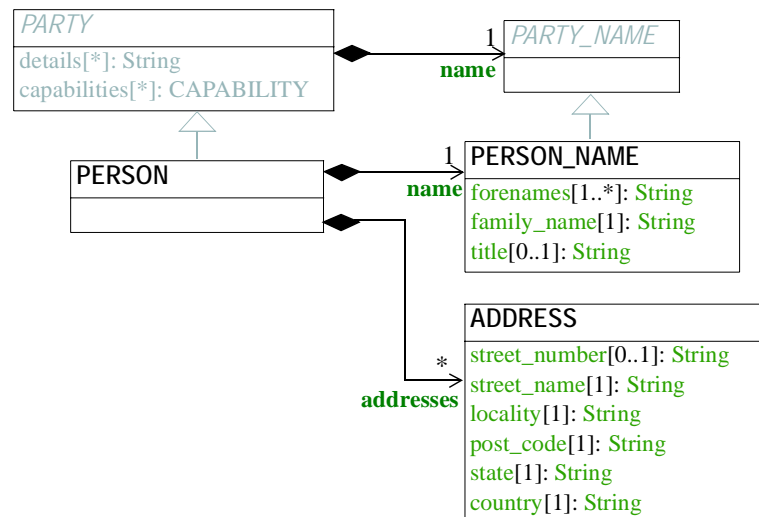 PARTY
details[*]: String
capabilities[*]: CAPABILITY
1
name
PARTY_NAME
PERSON
1
name
PERSON_NAME
forenames[1..*]: String
family_name[1]: String
title[0..1]: String
*
addresses
ADDRESS
street_number[0..1]: String
street_name[1]: String
locality[1]: String
post_code[1]: String
state[1]: String
country[1]: String